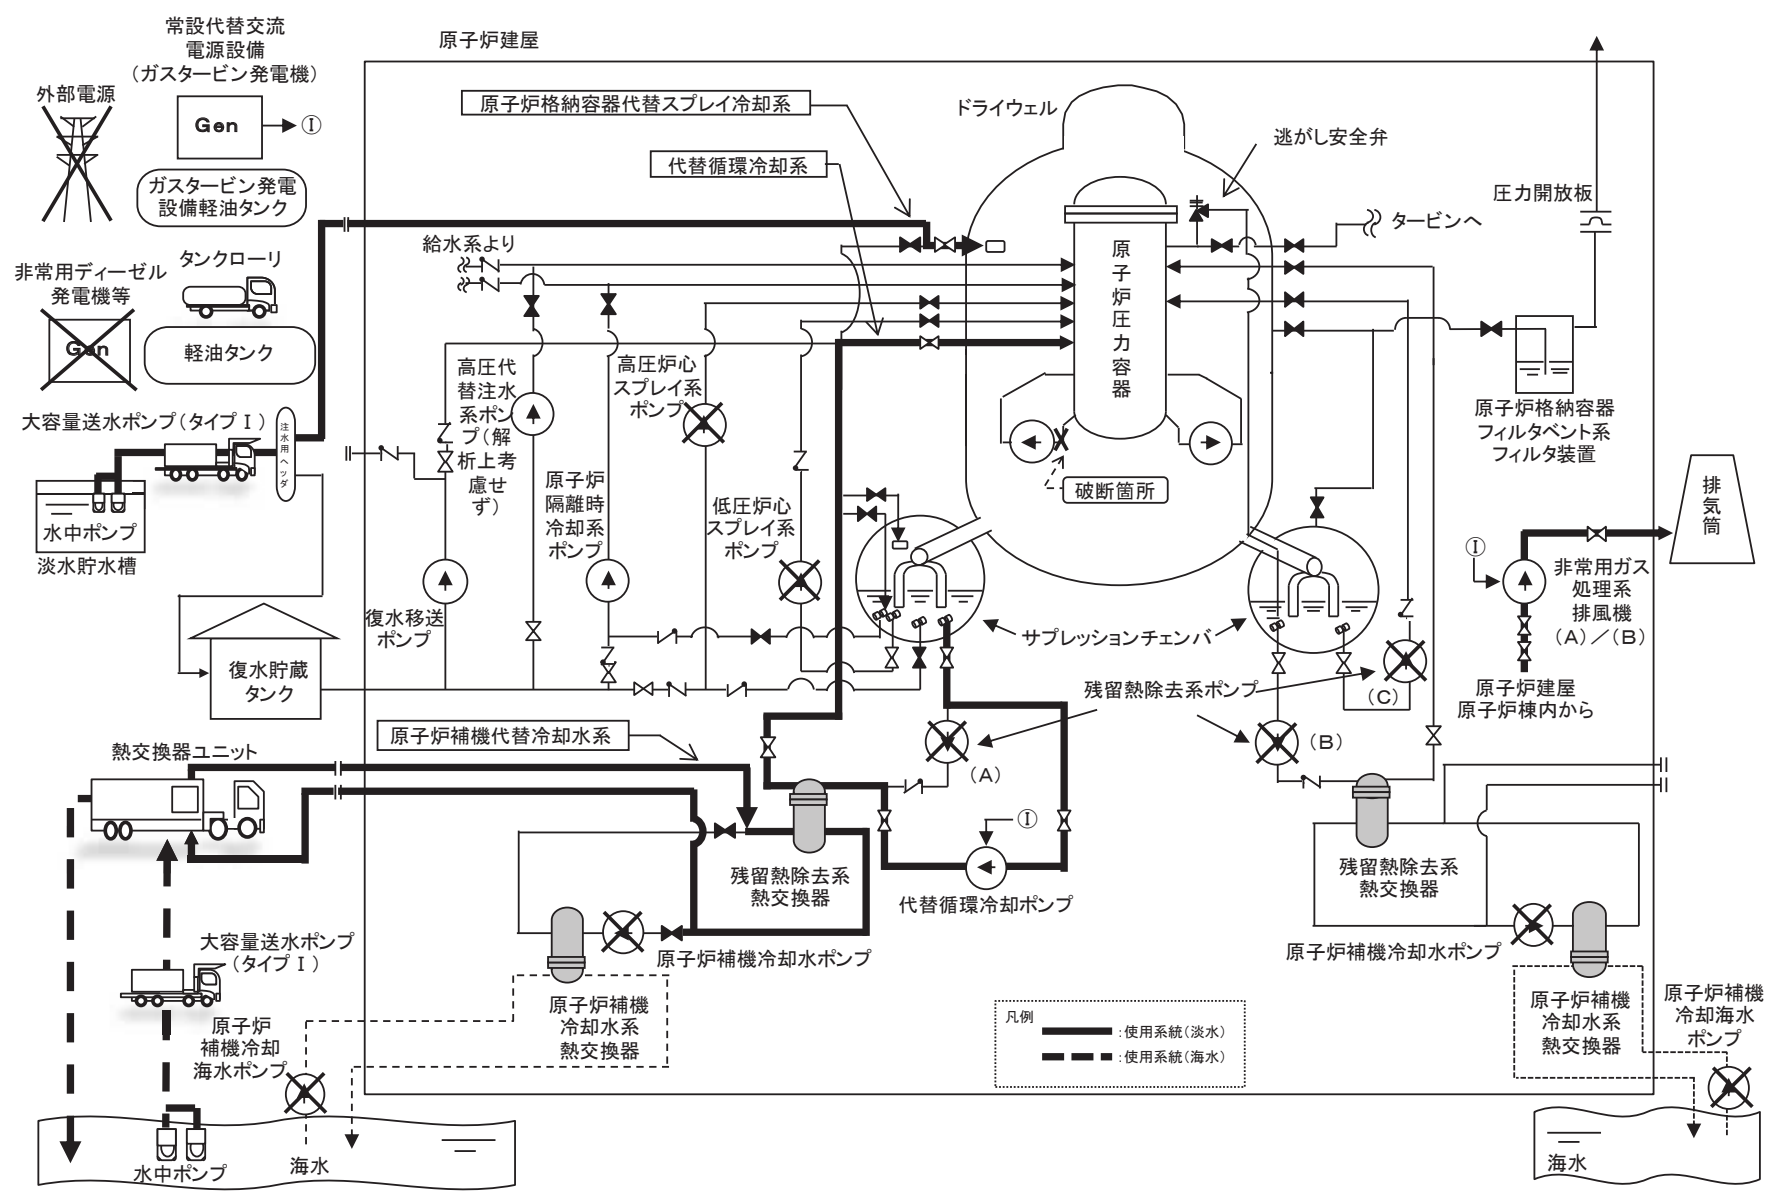 常設代替交流
電源設備
(ガスタービン発電機)
原子炉建屋
外部電源
Gen
Ⓘ
ガスタービン発電
設備軽油タンク
原子炉格納容器代替スプレイ冷却系
代替循環冷却系
ドライウェル
逃がし安全弁
圧力開放板
タービンへ
給水系より
タンクローリ
非常用ディーゼル
発電機等
Gen
軽油タンク
原子炉圧力容器
高圧代
替注水
系ポン
プ(解
析上考
慮せ
ず)
高圧炉心
スプレイ系
ポンプ
大容量送水ポンプ(タイプⅠ)
注水用ヘッダ
水中ポンプ
淡水貯水槽
原子炉
隔離時
冷却系
ポンプ
低圧炉心
スプレイ系
ポンプ
破断箇所
原子炉格納容器
フィルタベント系
フィルタ装置
排気筒
Ⓘ
非常用ガス
処理系
排風機
(A)/(B)
原子炉建屋
原子炉棟内から
復水移送
ポンプ
サプレッションチェンバ
復水貯蔵
タンク
残留熱除去系ポンプ
(C)
(B)
(A)
原子炉補機代替冷却水系
熱交換器ユニット
Ⓘ
残留熱除去系
熱交換器
代替循環冷却ポンプ
残留熱除去系
熱交換器
原子炉補機冷却水ポンプ
原子炉補機冷却水ポンプ
大容量送水ポンプ
(タイプⅠ)
原子炉
補機冷却
海水ポンプ
原子炉補機
冷却水系
熱交換器
凡例
:使用系統(淡水)
:使用系統(海水)
原子炉補機
冷却水系
熱交換器
原子炉補機
冷却海水
ポンプ
水中ポンプ
海水
海水